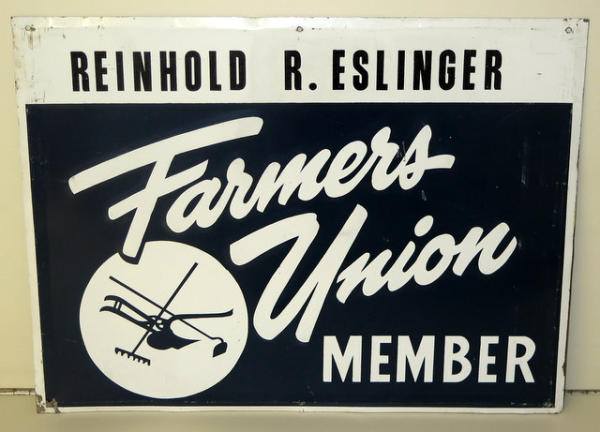 REINHOLD R. ESLINGER
Farmers
Union
MEMBER